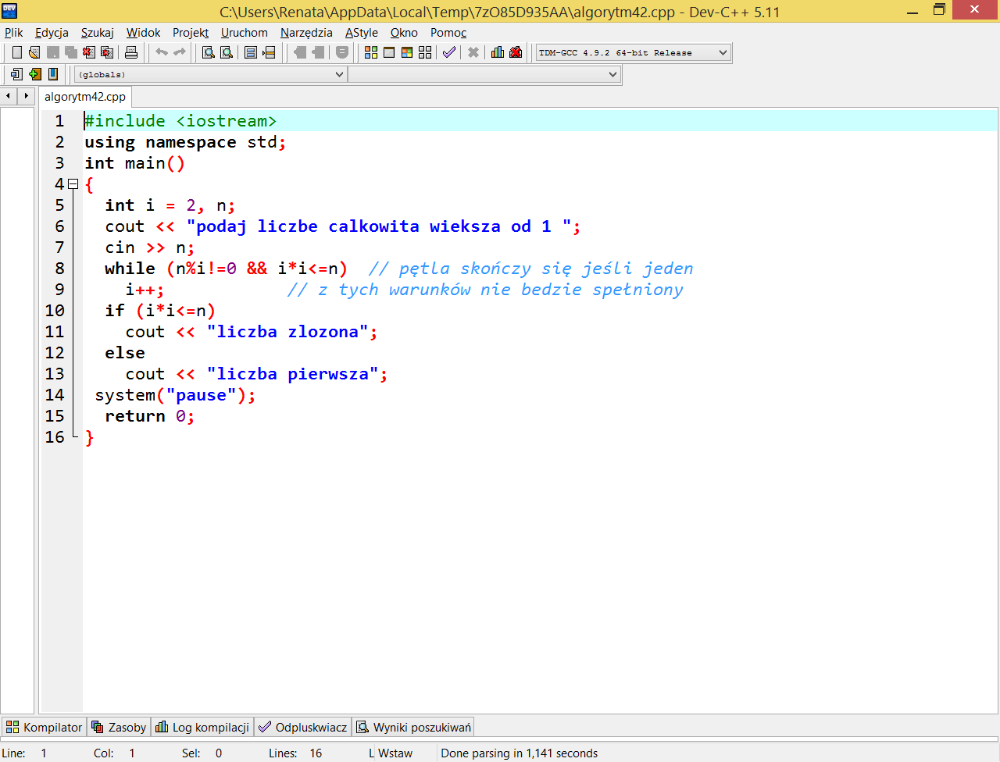 C:\Users\Renata\AppData\Local\Temp\7zO85D935AA\algorytm42.cpp - Dev-C++ 5.11
Plik Edycja Szukaj Widok Projekt Uruchom Narzędzia AStyle Okno Pomoc
TDM-GCC 4.9.2 64-bit Release
(globals)
algorytm42.cpp
1 #include <iostream>
2 using namespace std;
3 int main()
4 {
5 int i = 2, n;
6 cout << "podaj liczbe calkowita wieksza od 1 ";
7 cin >> n;
8 while (n%i!=0 && i*i<=n) // pętla skończy się jeśli jeden
9 i++; // z tych warunków nie bedzie spełniony
10 if (i*i<=n)
11 cout << "liczba zlozona";
12 else
13 cout << "liczba pierwsza";
14 system("pause");
15 return 0;
16 }
Kompilator Zasoby Log kompilacji Odpluskwiacz Wyniki poszukiwań
Line: 1 Col: 1 Sel: 0 Lines: 16 L Wstaw Done parsing in 1,141 seconds